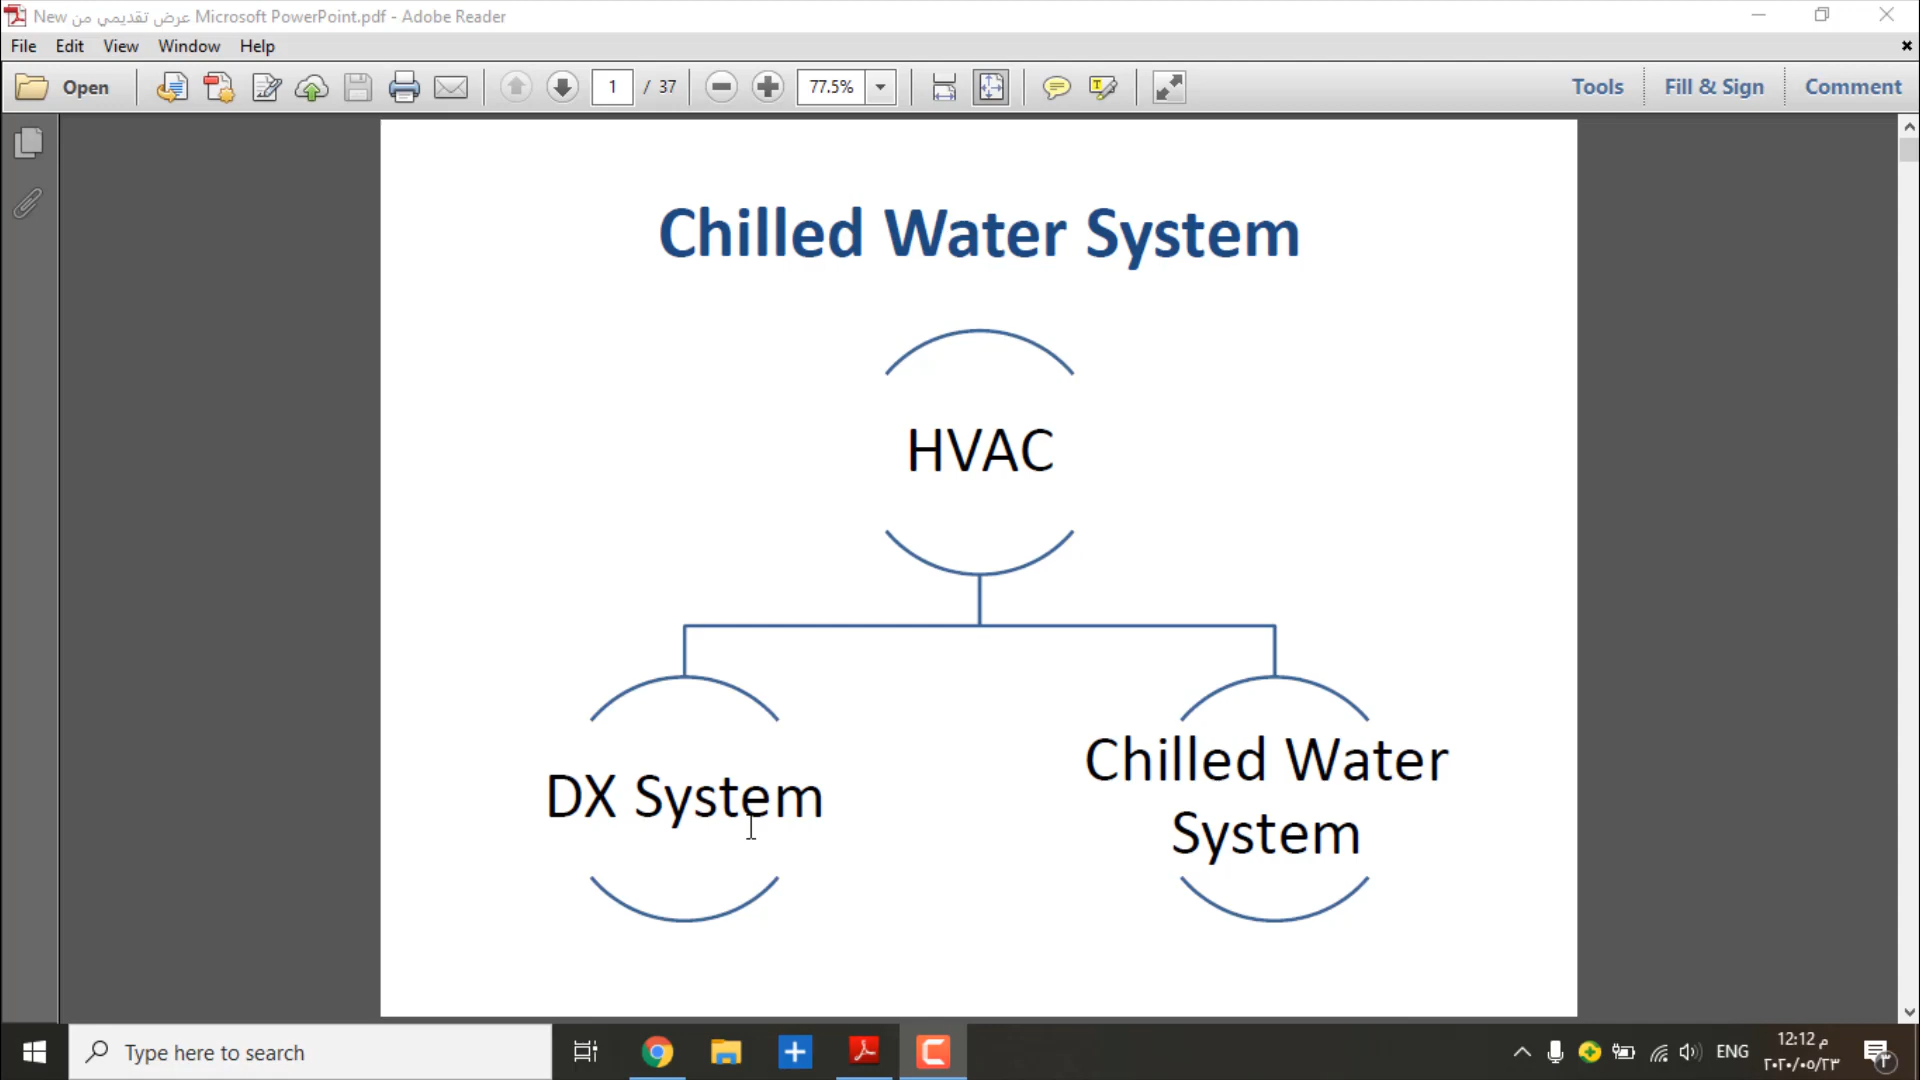 عرض تقديمي من New Microsoft PowerPoint.pdf - Adobe Reader
File Edit View Window Help
Open 1 / 37 77.5% Tools Fill & Sign Comment
Chilled Water System
HVAC
DX System
Chilled Water
System
Type here to search
ENG
12:12 م
٢٠٢٠/٠٥/٢٣
٣